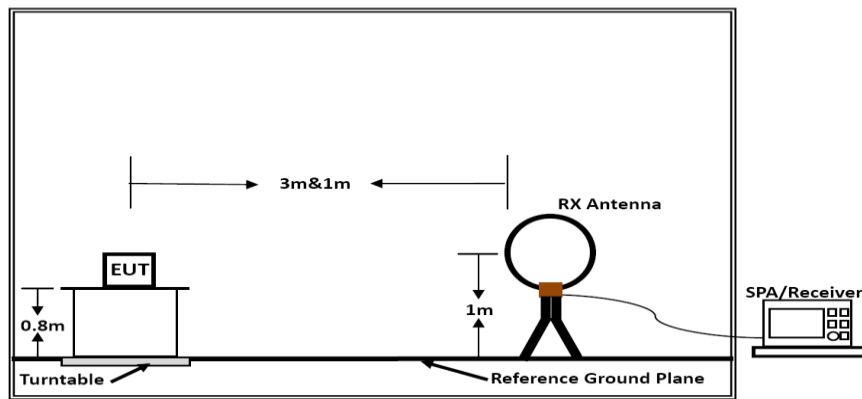 3m&1m
RX Antenna
EUT
SPA/Receiver
0.8m
1m
Turntable
Reference Ground Plane